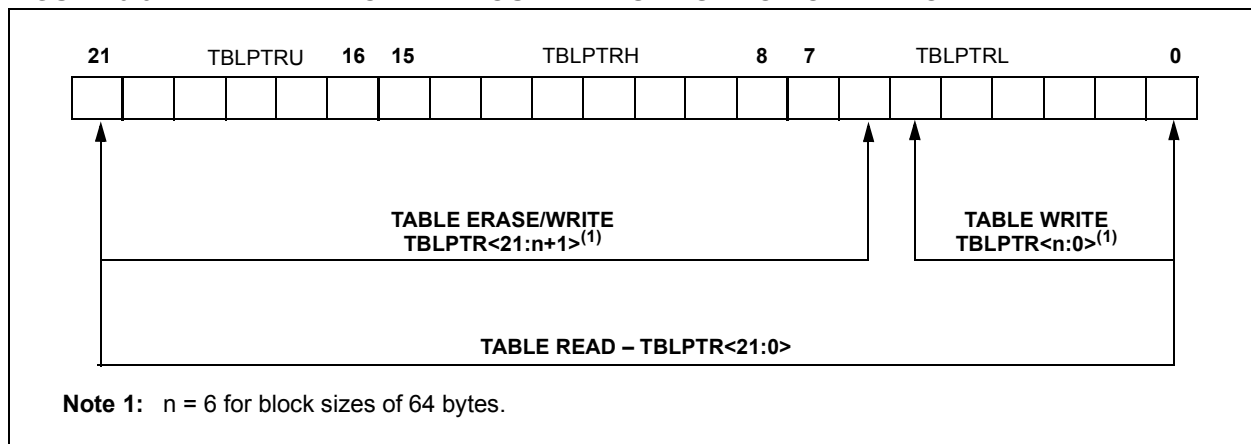 21 TBLPTRU 16 15 TBLPTRH 8 7 TBLPTRL 0
TABLE ERASE/WRITE TABLE WRITE
TBLPTR<21:n+1>(1) TBLPTR<n:0>(1)
TABLE READ – TBLPTR<21:0>
Note 1: n = 6 for block sizes of 64 bytes.